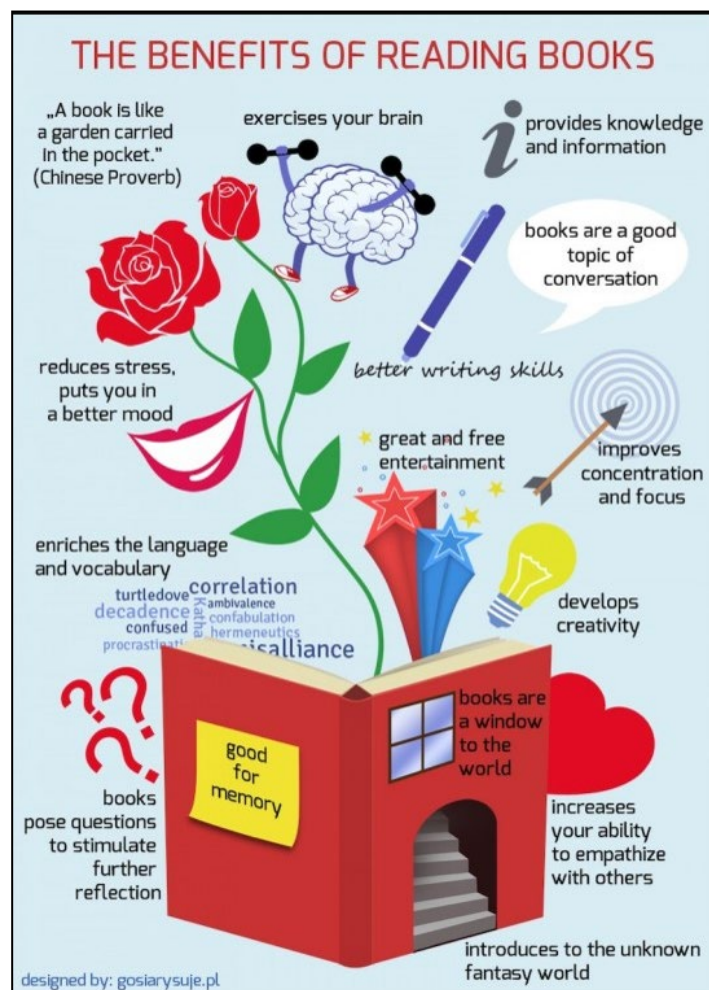 THE BENEFITS OF READING BOOKS
„A book is like
a garden carried
in the pocket.”
(Chinese Proverb)
exercises your brain
provides knowledge
and information
books are a good
topic of
conversation
better writing skills
reduces stress,
puts you in
a better mood
great and free
entertainment
improves
concentration
and focus
enriches the language
and vocabulary
correlation
turtledove
ambivalence
decadence
Katha
confabulation
confused
hermeneutics
develops
creativity
books are
a window
to the
world
good
for
memory
books
pose questions
to stimulate
further
reflection
increases
your ability
to empathize
with others
introduces to the unknown
fantasy world
designed by: gosiarysuje.pl